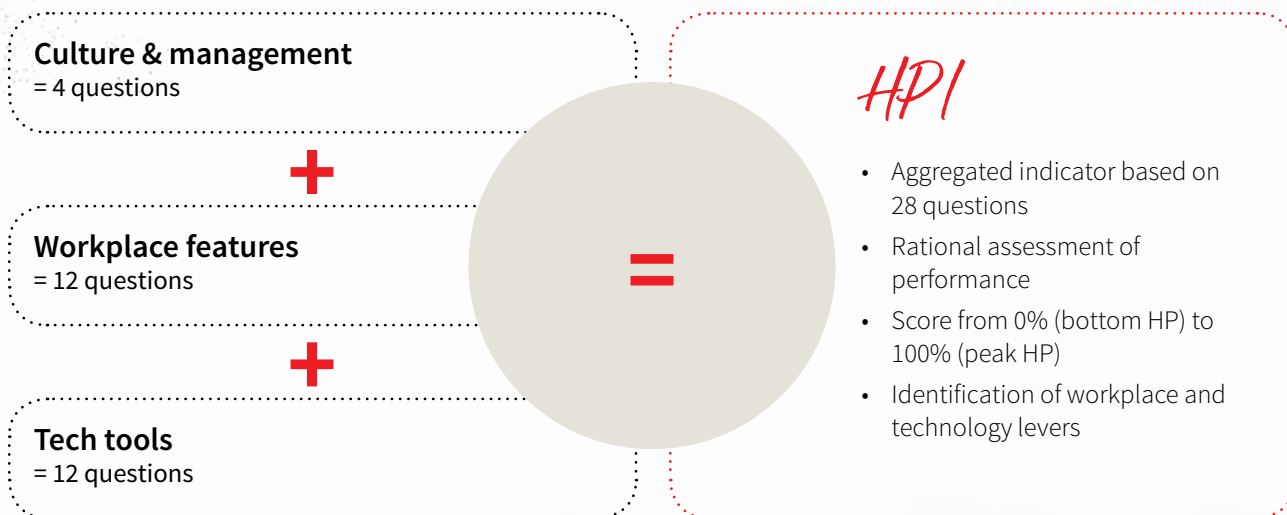 Culture & management
= 4 questions
+
Workplace features
= 12 questions
+
Tech tools
= 12 questions
=
HPI
• Aggregated indicator based on
28 questions
• Rational assessment of
performance
• Score from 0% (bottom HP) to
100% (peak HP)
• Identification of workplace and
technology levers